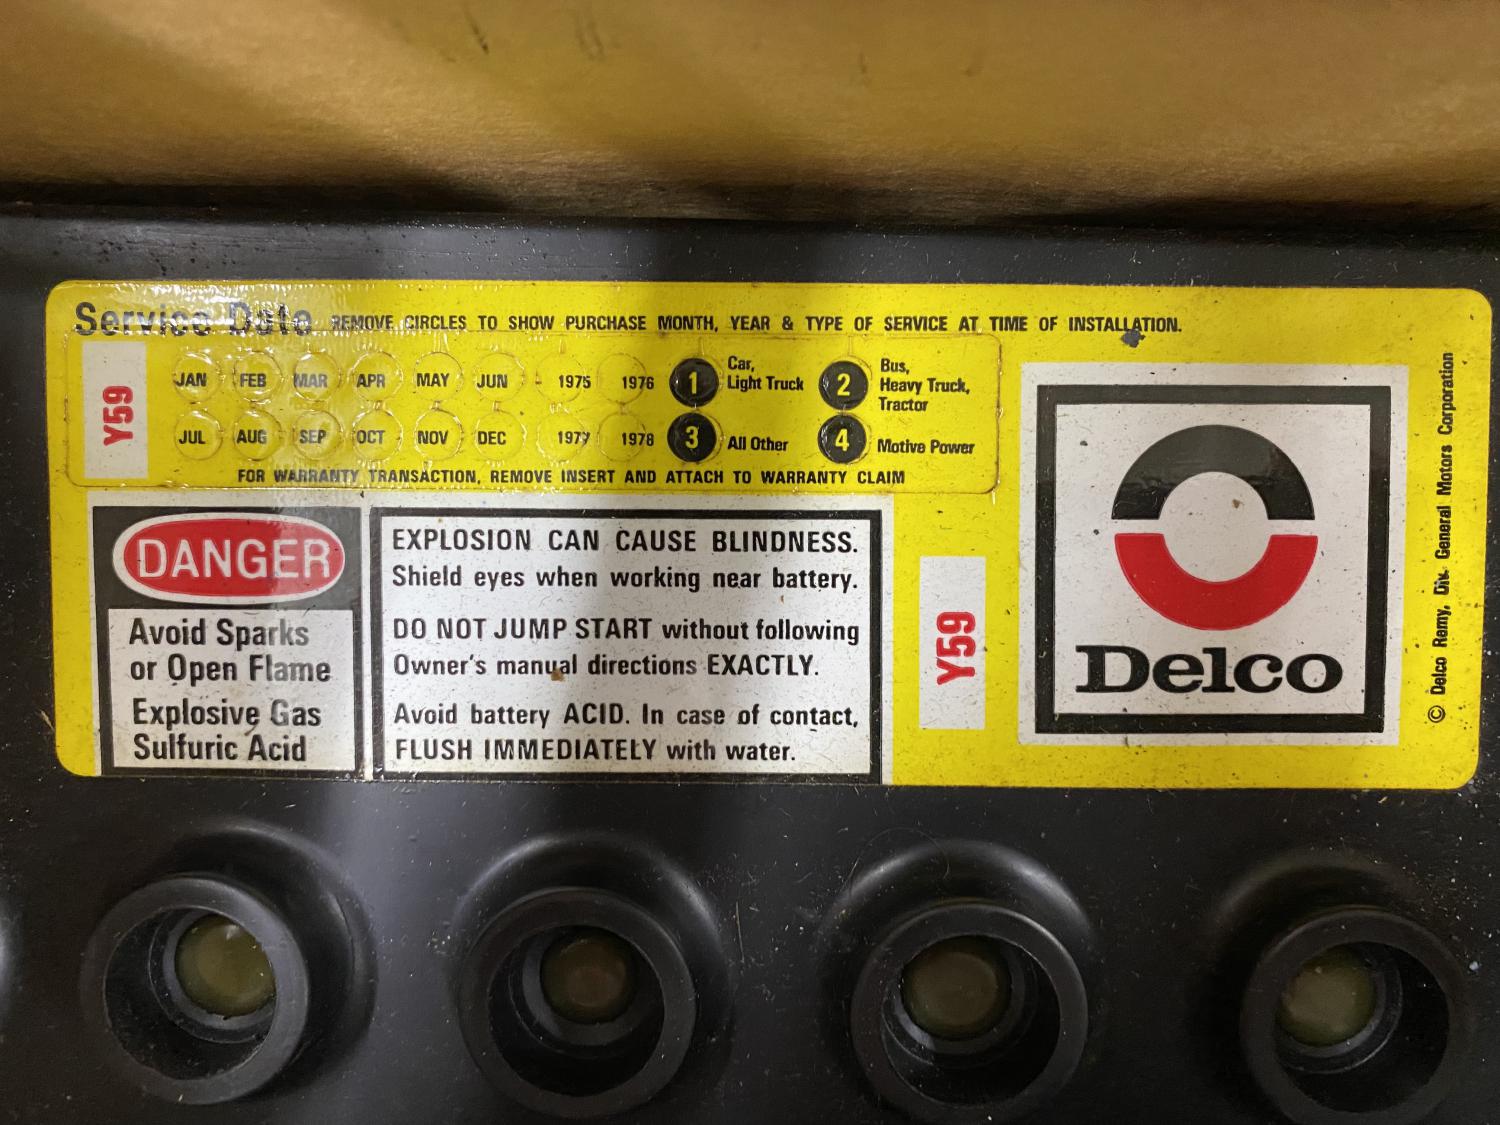 Service Date REMOVE CIRCLES TO SHOW PURCHASE MONTH, YEAR & TYPE OF SERVICE AT TIME OF INSTALLATION.
Y59
JAN FEB MAR APR MAY JUN 1975 1976 1 Car, Light Truck 2 Bus, Heavy Truck, Tractor
JUL AUG SEP OCT NOV DEC 1977 1978 3 All Other 4 Motive Power
FOR WARRANTY TRANSACTION, REMOVE INSERT AND ATTACH TO WARRANTY CLAIM
DANGER
Avoid Sparks
or Open Flame
Explosive Gas
Sulfuric Acid
EXPLOSION CAN CAUSE BLINDNESS.
Shield eyes when working near battery.
DO NOT JUMP START without following
Owner's manual directions EXACTLY.
Avoid battery ACID. In case of contact,
FLUSH IMMEDIATELY with water.
Y59
Delco
© Delco Remy, Div. General Motors Corporation